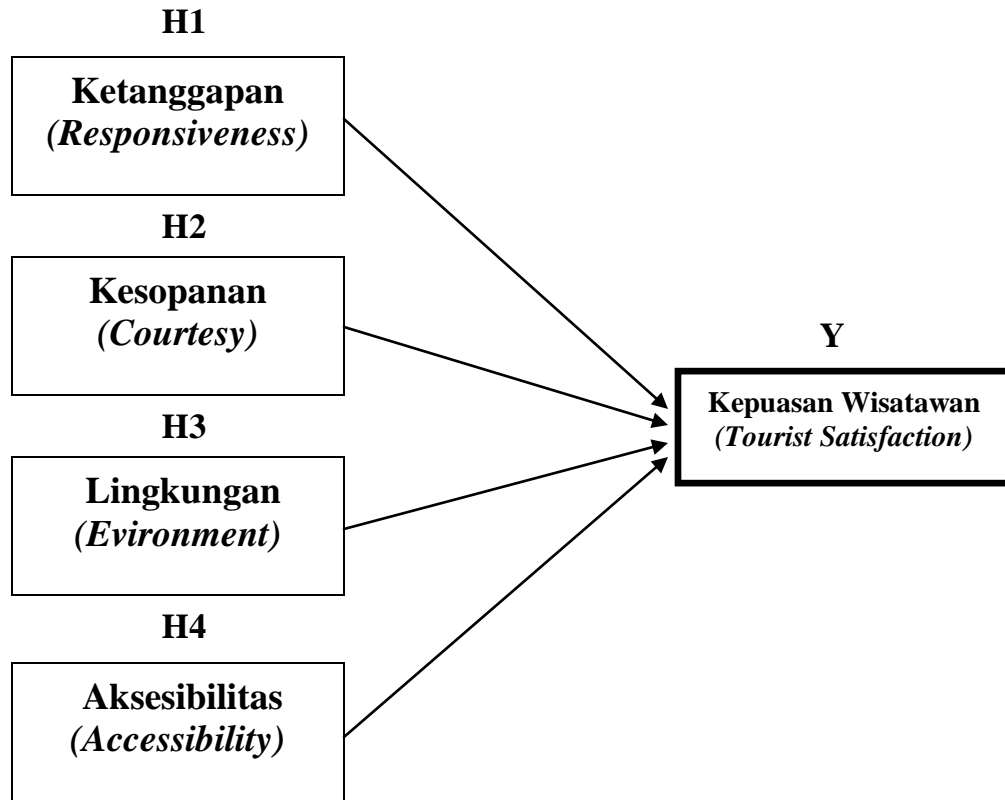 H1
Ketanggapan
(Responsiveness)
H2
Kesopanan
(Courtesy)
H3
Lingkungan
(Evironment)
H4
Aksesibilitas
(Accessibility)
Y
Kepuasan Wisatawan
(Tourist Satisfaction)